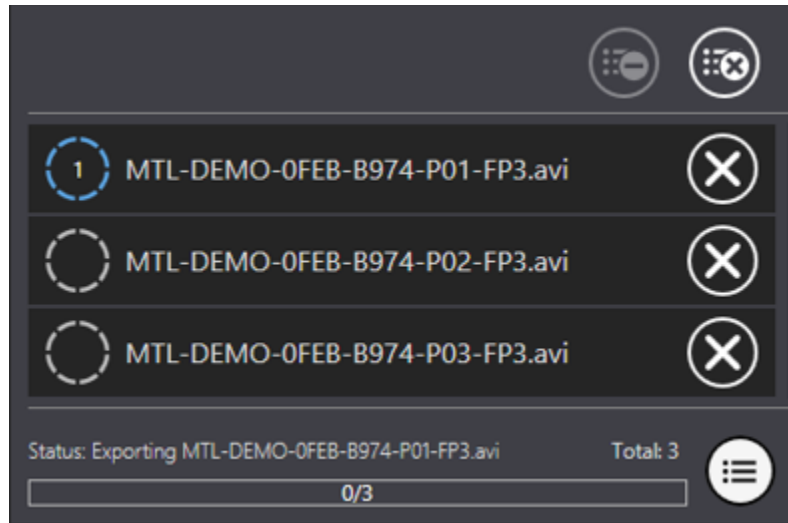 1 MTL-DEMO-0FEB-B974-P01-FP3.avi
MTL-DEMO-0FEB-B974-P02-FP3.avi
MTL-DEMO-0FEB-B974-P03-FP3.avi
Status: Exporting MTL-DEMO-0FEB-B974-P01-FP3.avi Total: 3
0/3